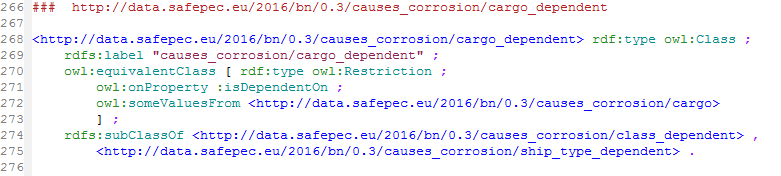 266 ###  http://data.safepec.eu/2016/bn/0.3/causes_corrosion/cargo_dependent
267
268 <http://data.safepec.eu/2016/bn/0.3/causes_corrosion/cargo_dependent> rdf:type owl:Class ;
269     rdfs:label "causes_corrosion/cargo_dependent" ;
270     owl:equivalentClass [ rdf:type owl:Restriction ;
271         owl:onProperty :isDependentOn ;
272         owl:someValuesFrom <http://data.safepec.eu/2016/bn/0.3/causes_corrosion/cargo>
273         ] ;
274     rdfs:subClassOf <http://data.safepec.eu/2016/bn/0.3/causes_corrosion/class_dependent> ,
275         <http://data.safepec.eu/2016/bn/0.3/causes_corrosion/ship_type_dependent> .
276